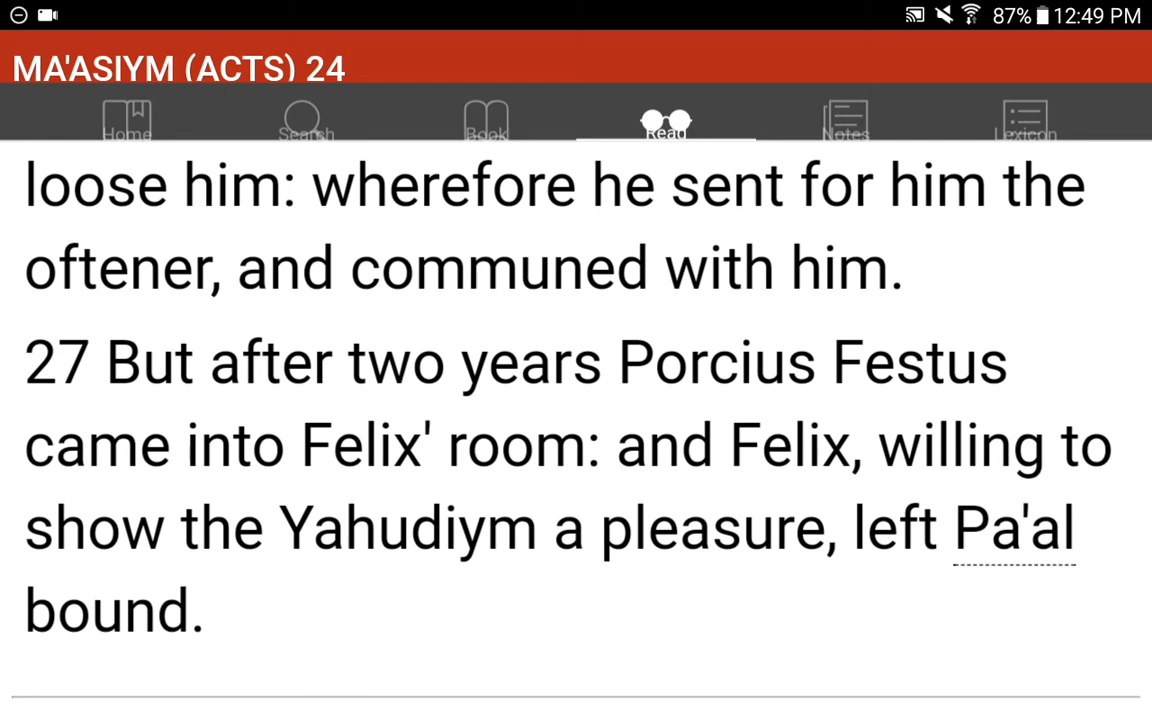 87% 12:49 PM
MA'ASIYM (ACTS) 24
Home Search Book Read Notes Lexicon
loose him: wherefore he sent for him the
oftener, and communed with him.
27 But after two years Porcius Festus
came into Felix' room: and Felix, willing to
show the Yahudiym a pleasure, left Pa'al
bound.